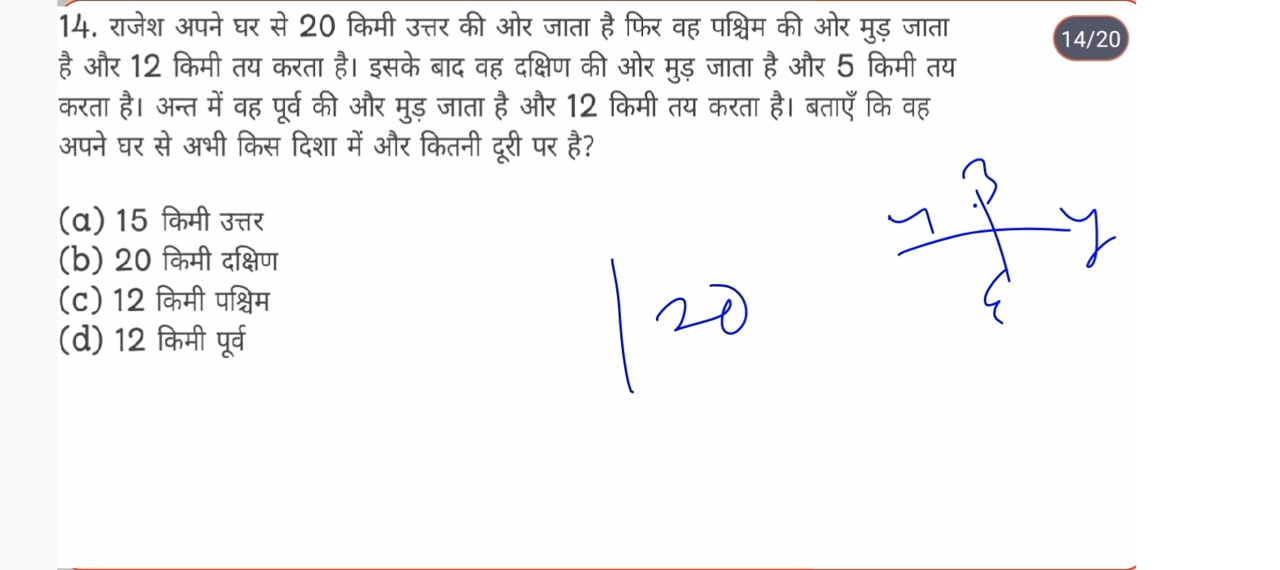 14. राजेश अपने घर से 20 किमी उत्तर की ओर जाता है फिर वह पश्चिम की ओर मुड़ जाता
है और 12 किमी तय करता है। इसके बाद वह दक्षिण की ओर मुड़ जाता है और 5 किमी तय
करता है। अन्त में वह पूर्व की और मुड़ जाता है और 12 किमी तय करता है। बताएँ कि वह
अपने घर से अभी किस दिशा में और कितनी दूरी पर है?
14/20
(a) 15 किमी उत्तर
(b) 20 किमी दक्षिण
(c) 12 किमी पश्चिम
(d) 12 किमी पूर्व
20